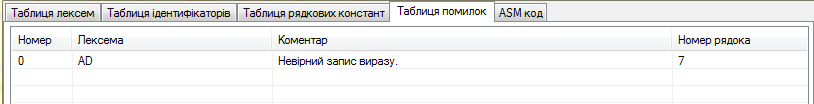 Таблиця лексем Таблиця ідентифікаторів Таблиця рядкових констант Таблиця помилок ASM код
Номер Лексема Коментар Номер рядока
0 AD Невірний запис виразу. 7